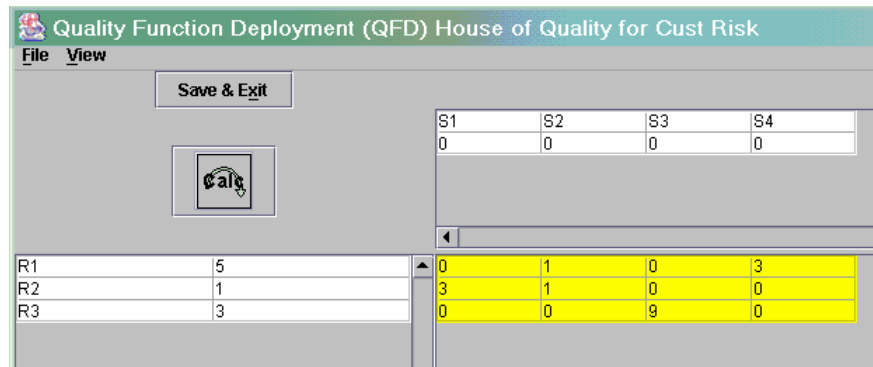 Quality Function Deployment (QFD) House of Quality for Cust Risk
File View
Save & Exit
S1 S2 S3 S4
0 0 0 0
Calc
R1 5 0 1 0 3
R2 1 3 1 0 0
R3 3 0 0 9 0